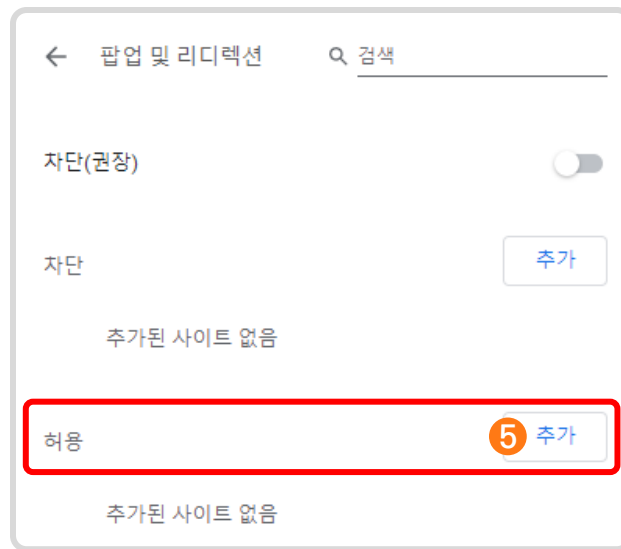 팝업 및 리디렉션 검색
차단(권장)
차단 추가
추가된 사이트 없음
허용 5 추가
추가된 사이트 없음